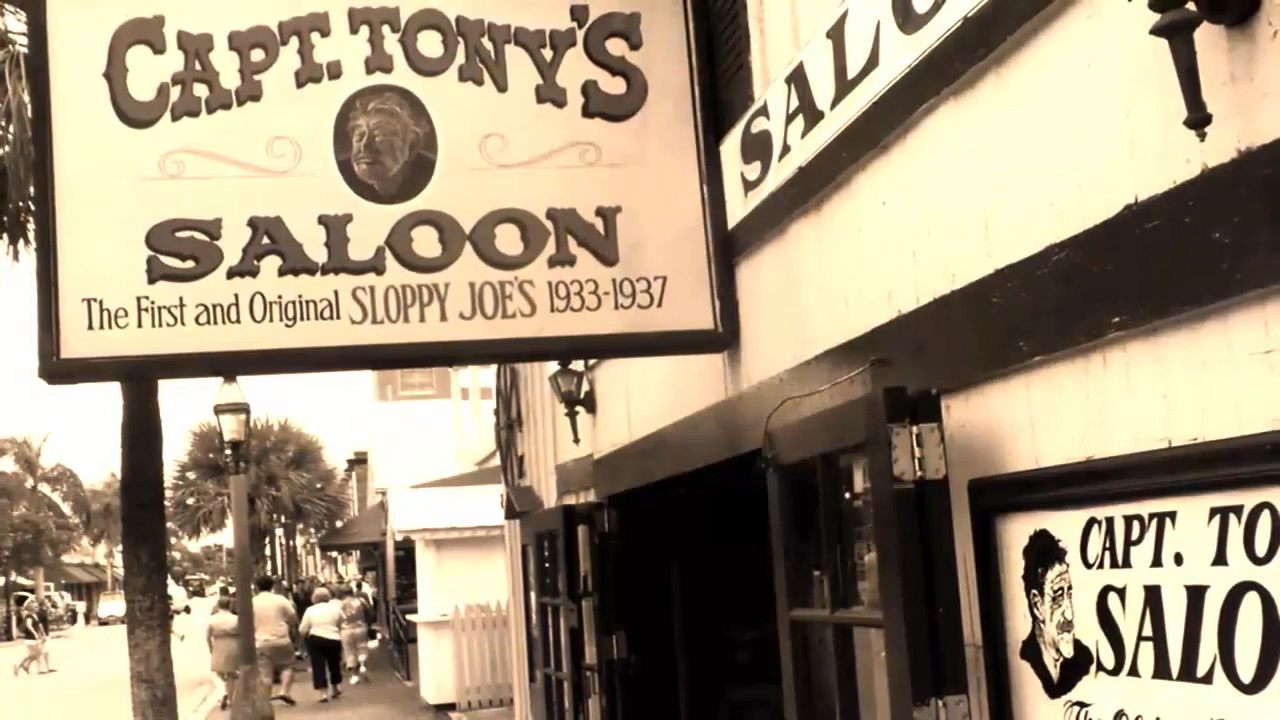 CAPT. TONY'S
SALOON
The First and Original SLOPPY JOE'S 1933-1937
SALO
CAPT. TO
SALO